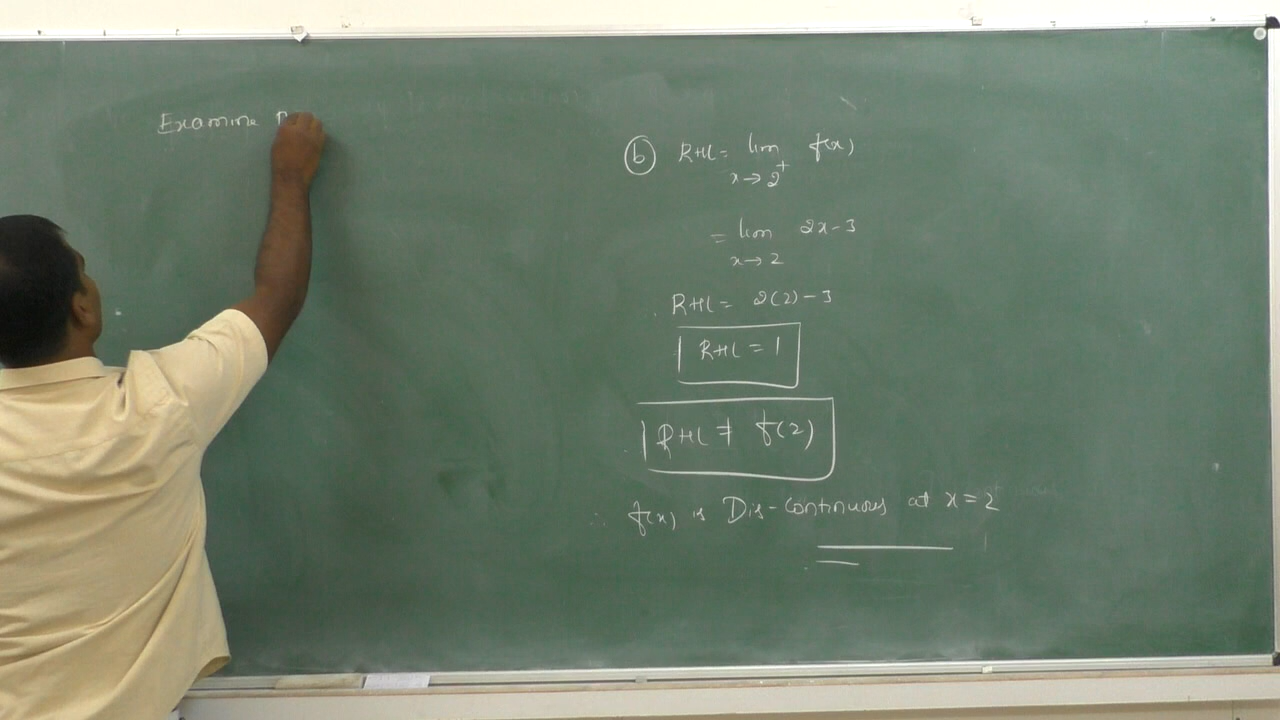 Examine
(b) RHL = lim f(x)
x→2⁺
= lim 2x-3
x→2
RHL = 2(2)-3
RHL = 1
RHL ≠ f(2)
∴ f(x) is Dis-continuous at x=2